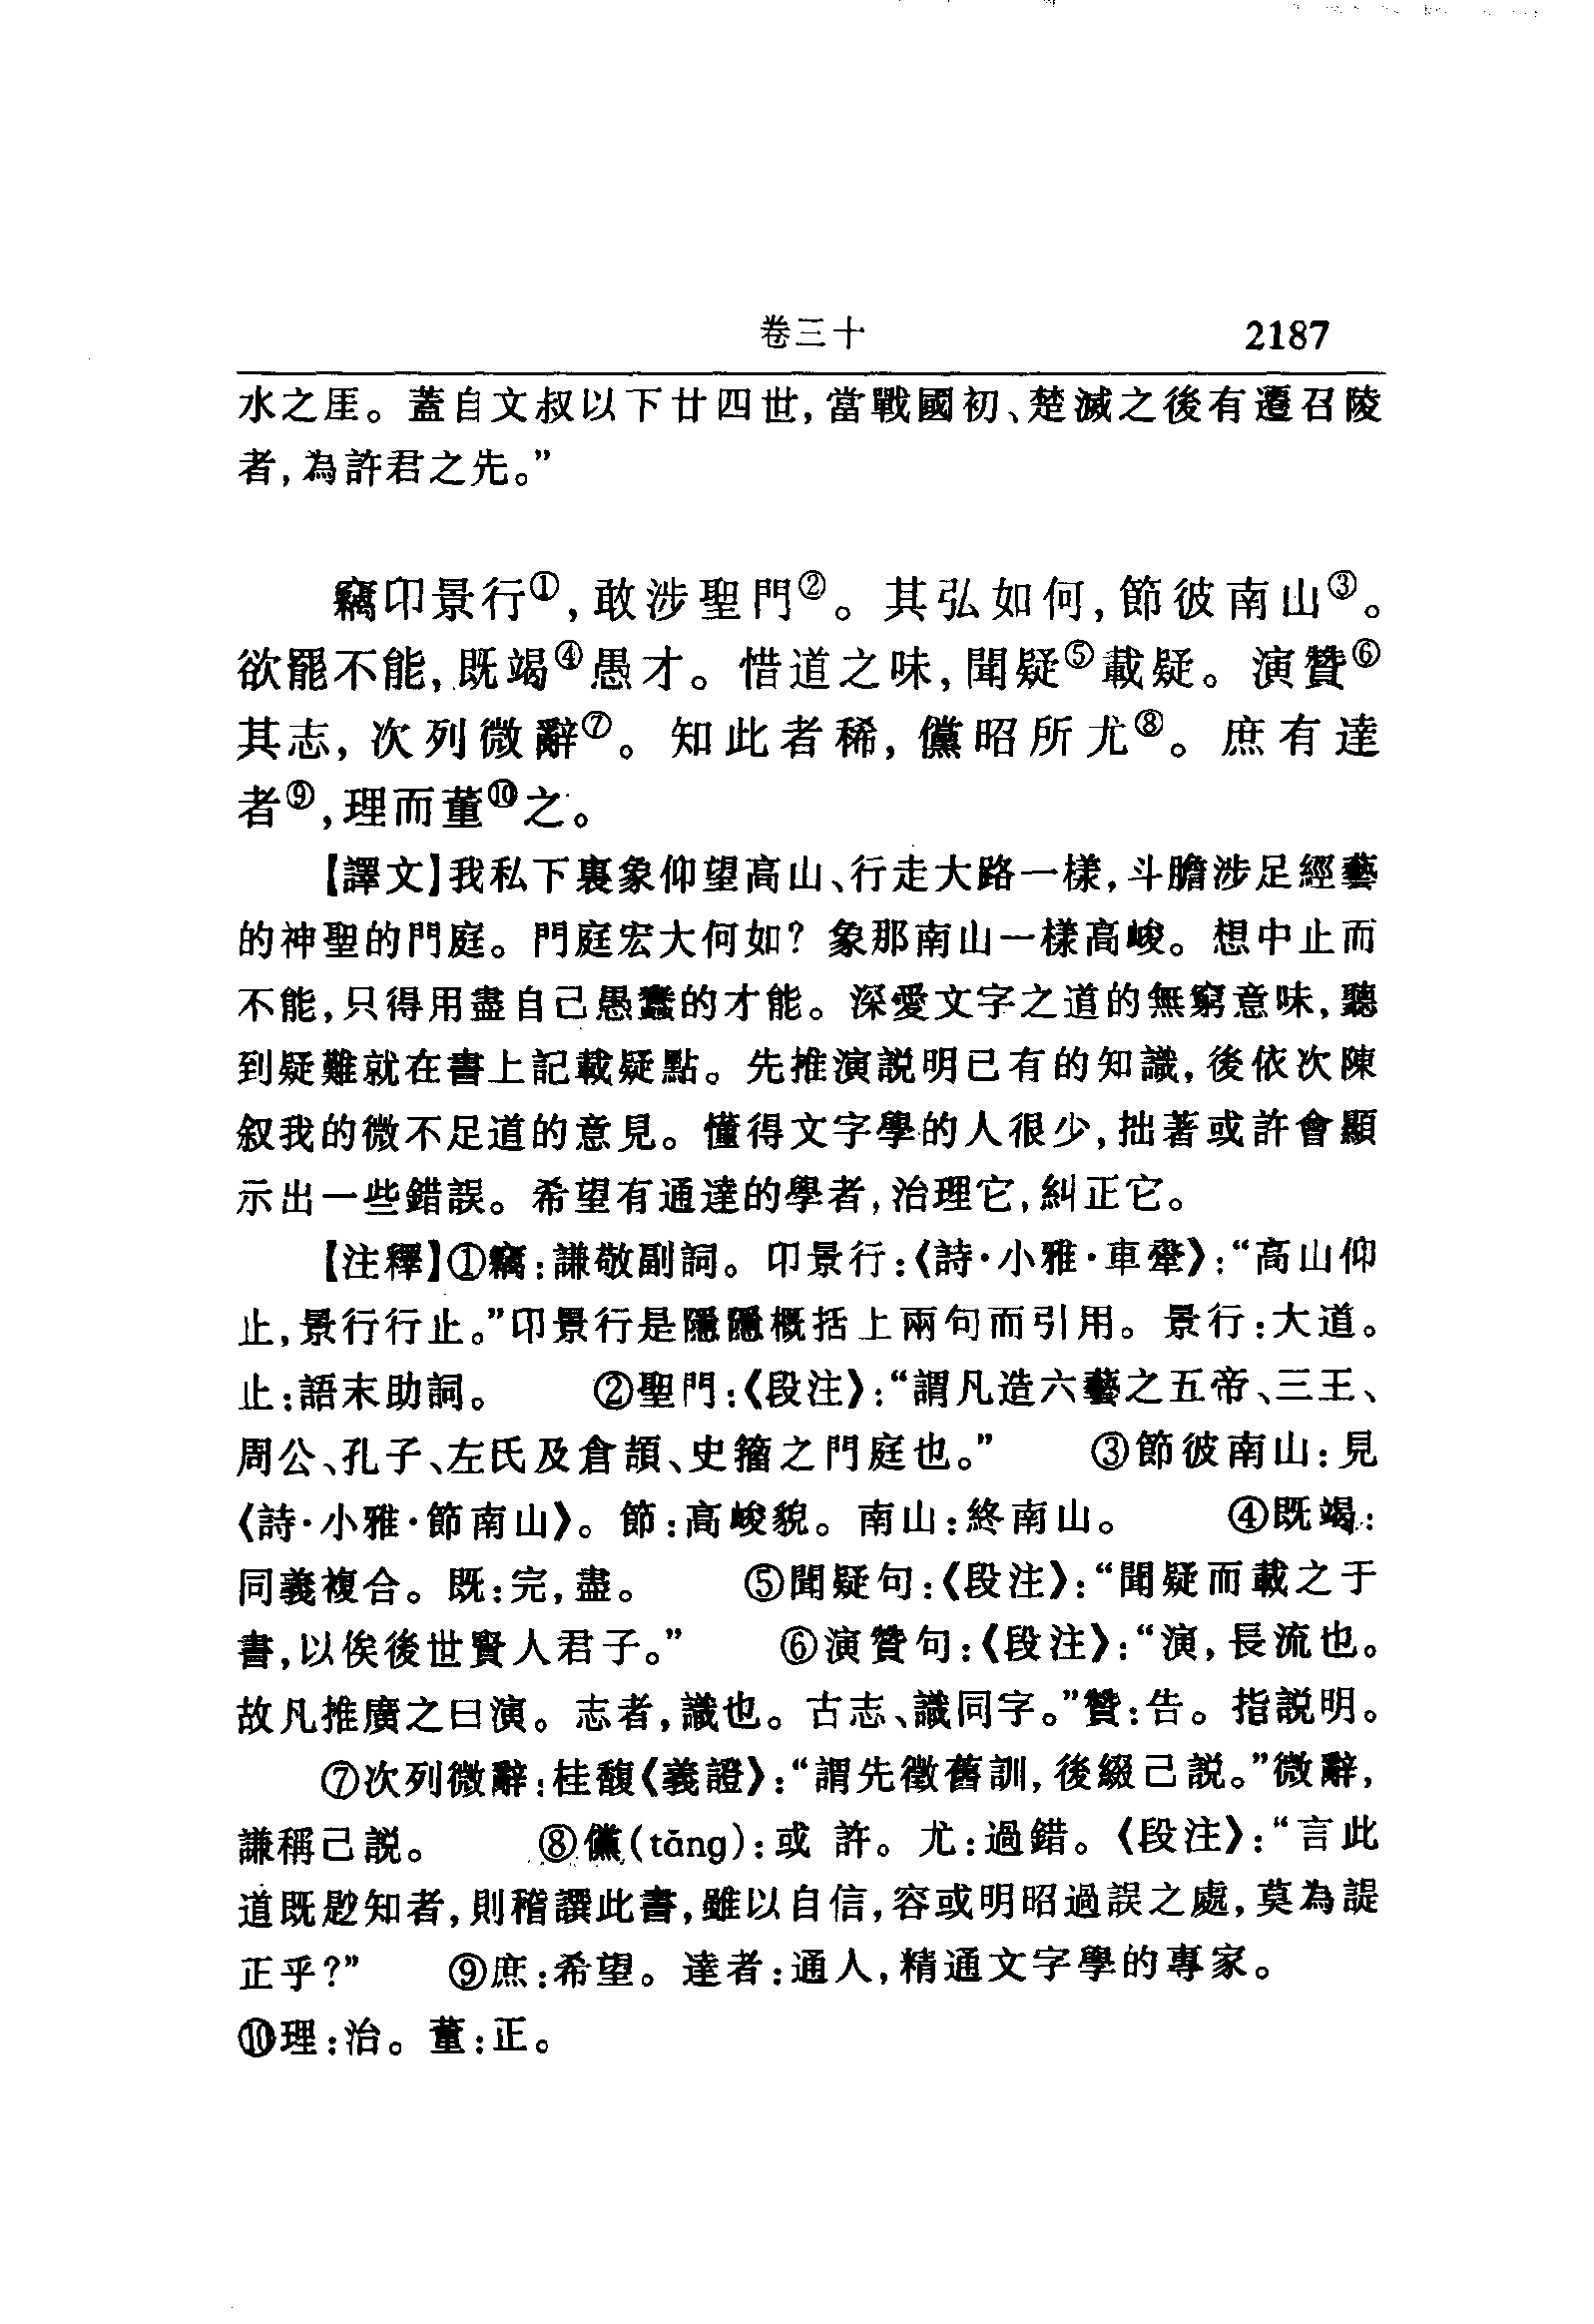 卷三十 2187
水之厓。蓋自文叔以下廿四世，當戰國初、楚滅之後有遷召陵
者，為許君之先。”
竊卬景行①，敢涉聖門②。其弘如何，節彼南山③。
欲罷不能，既竭④愚才。惜道之味，聞疑⑤載疑。演贊⑥
其志，次列微辭⑦。知此者稀，儻昭所尤⑧。庶有達
者⑨，理而董⑩之。
【譯文】我私下裏象仰望高山、行走大路一樣，斗膽涉足經藝
的神聖的門庭。門庭宏大何如？象那南山一樣高峻。想中止而
不能，只得用盡自己愚蠢的才能。深愛文字之道的無窮意味，聽
到疑難就在書上記載疑點。先推演説明已有的知識，後依次陳
叙我的微不足道的意見。懂得文字學的人很少，拙著或許會顯
示出一些錯誤。希望有通達的學者，治理它，糾正它。
【注釋】①竊：謙敬副詞。卬景行：《詩·小雅·車舝》：“高山仰
止，景行行止。”卬景行是隱隱概括上兩句而引用。景行：大道。
止：語末助詞。 ②聖門：《段注》：“謂凡造六藝之五帝、三王、
周公、孔子、左氏及倉頡、史籀之門庭也。” ③節彼南山：見
《詩·小雅·節南山》。節：高峻貌。南山：終南山。 ④既竭：
同義複合。既：完，盡。 ⑤聞疑句：《段注》：“聞疑而載之于
書，以俟後世賢人君子。” ⑥演贊句：《段注》：“演，長流也。
故凡推廣之曰演。志者，識也。古志、識同字。”贊：告。指説明。
⑦次列微辭：桂馥《義證》：“謂先徵舊訓，後綴己説。”微辭，
謙稱己説。 ⑧儻(tǎng)：或許。尤：過錯。《段注》：“言此
道既尟知者，則稽譔此書，雖以自信，容或明昭過誤之處，莫為諟
正乎？” ⑨庶：希望。達者：通人，精通文字學的專家。
⑩理：治。董：正。